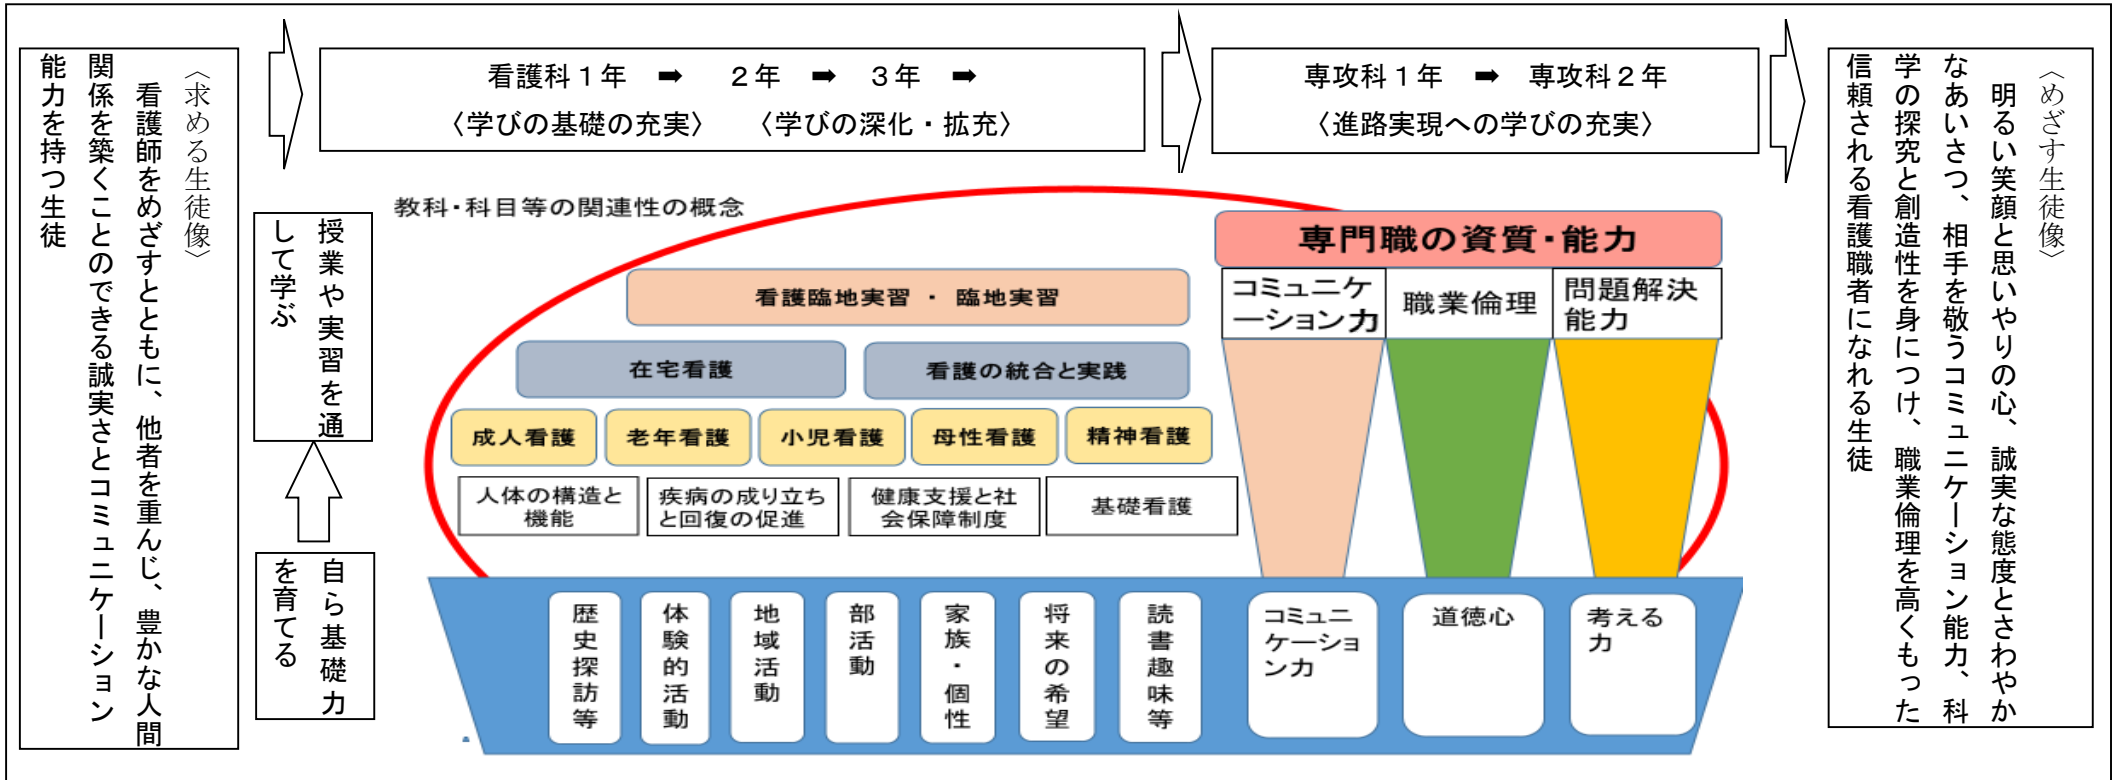 〈求める生徒像〉
看護師をめざすとともに、他者を重んじ、豊かな人間
関係を築くことのできる誠実さとコミュニケーション
能力を持つ生徒
看護科１年　➡　２年　➡　３年　➡
〈学びの基礎の充実〉　〈学びの深化・拡充〉
専攻科１年　➡　専攻科２年
〈進路実現への学びの充実〉
〈めざす生徒像〉
明るい笑顔と思いやりの心、誠実な態度とさわやか
なあいさつ、相手を敬うコミュニケーション能力、科
学の探究と創造性を身につけ、職業倫理を高くもった
信頼される看護職者になれる生徒
授業や実習を通
して学ぶ
自ら基礎力
を育てる
教科・科目等の関連性の概念
専門職の資質・能力
コミュニケ
ーション力
職業倫理
問題解決
能力
看護臨地実習 ・ 臨地実習
在宅看護
看護の統合と実践
成人看護
老年看護
小児看護
母性看護
精神看護
人体の構造と
機能
疾病の成り立ち
と回復の促進
健康支援と社
会保障制度
基礎看護
歴史探訪等
体験的活動
地域活動
部活動
家族・個性
将来の希望
読書趣味等
コミュニ
ケーショ
ン力
道徳心
考える
力